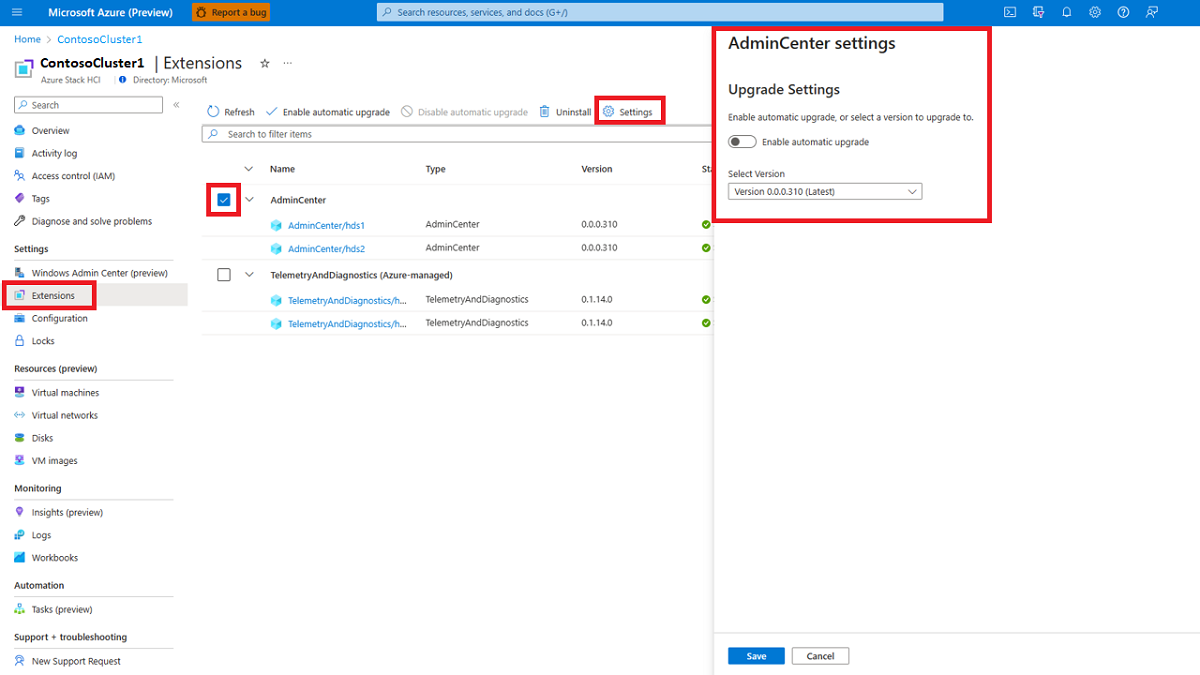 Microsoft Azure (Preview)
Report a bug
Search resources, services, and docs (G+/)
Home > ContosoCluster1
ContosoCluster1 | Extensions
Azure Stack HCI
Directory: Microsoft
Search
Overview
Activity log
Access control (IAM)
Tags
Diagnose and solve problems
Settings
Windows Admin Center (preview)
Extensions
Configuration
Locks
Resources (preview)
Virtual machines
Virtual networks
Disks
VM images
Monitoring
Insights (preview)
Logs
Workbooks
Automation
Tasks (preview)
Support + troubleshooting
New Support Request
Refresh
Enable automatic upgrade
Disable automatic upgrade
Uninstall
Settings
Search to filter items
Name Type Version
AdminCenter
AdminCenter/hds1 AdminCenter 0.0.0.310
AdminCenter/hds2 AdminCenter 0.0.0.310
TelemetryAndDiagnostics (Azure-managed)
TelemetryAndDiagnostics/h... TelemetryAndDiagnostics 0.1.14.0
TelemetryAndDiagnostics/h... TelemetryAndDiagnostics 0.1.14.0
AdminCenter settings
Upgrade Settings
Enable automatic upgrade, or select a version to upgrade to.
Enable automatic upgrade
Select Version
Version 0.0.0.310 (Latest)
Save
Cancel